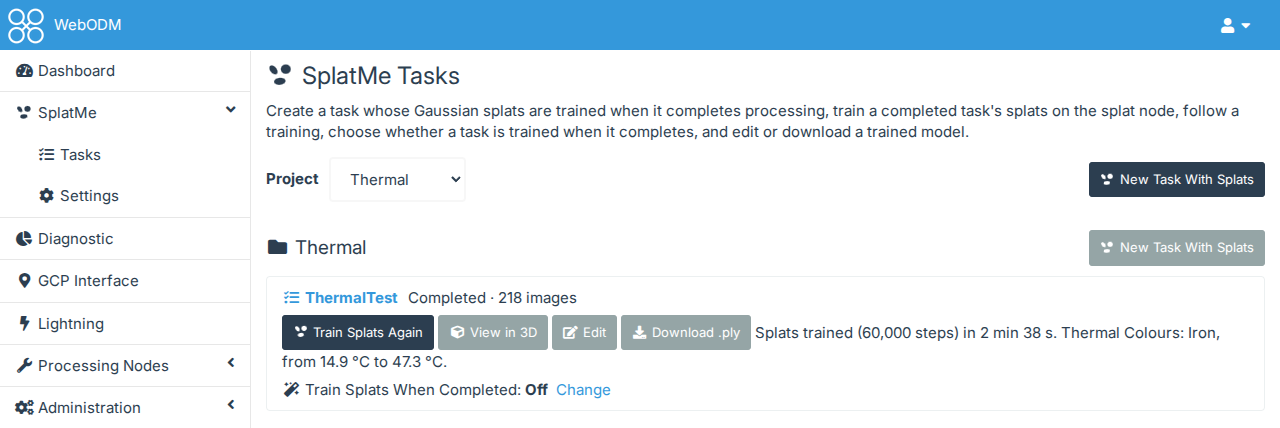 WebODM
Dashboard
SplatMe
Tasks
Settings
Diagnostic
GCP Interface
Lightning
Processing Nodes
Administration
SplatMe Tasks
Create a task whose Gaussian splats are trained when it completes processing, train a completed task's splats on the splat node, follow a
training, choose whether a task is trained when it completes, and edit or download a trained model.
Project Thermal New Task With Splats
Thermal New Task With Splats
ThermalTest Completed · 218 images
Train Splats Again View in 3D Edit Download .ply Splats trained (60,000 steps) in 2 min 38 s. Thermal Colours: Iron,
from 14.9 °C to 47.3 °C.
Train Splats When Completed: Off Change